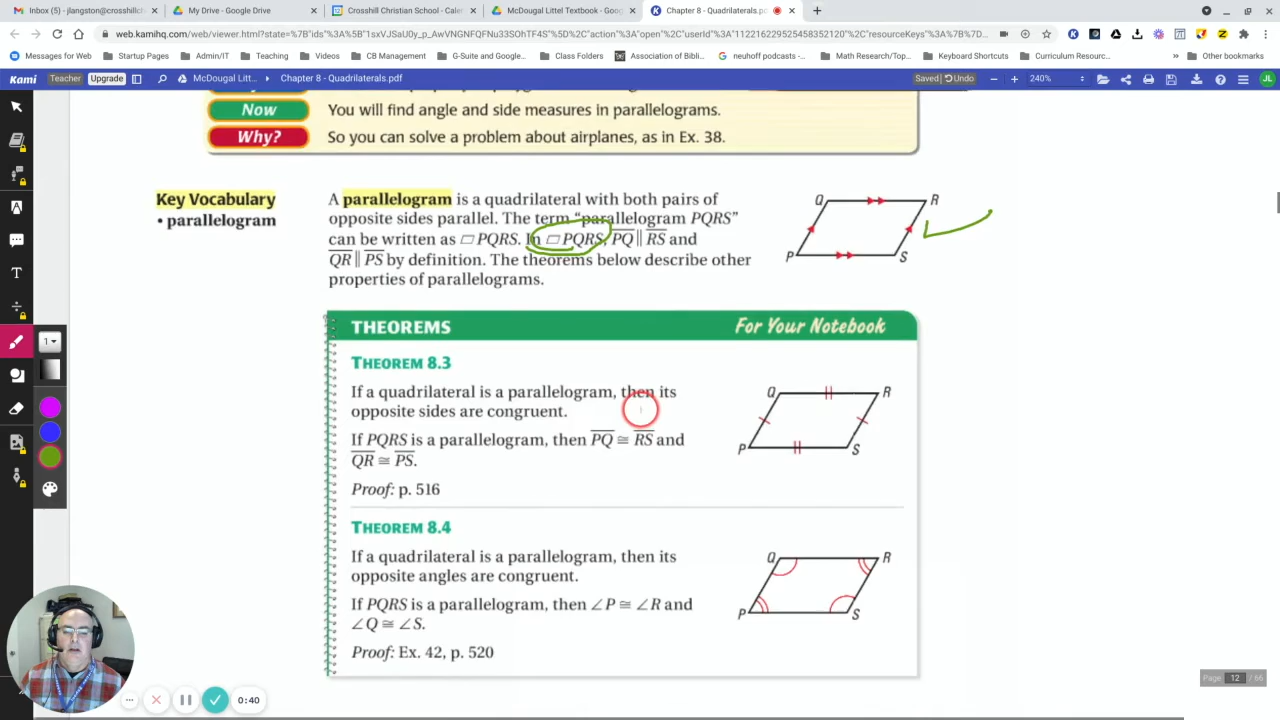 Inbox (50) - jlangston@crosshillch
My Drive - Google Drive
Crosshill Christian School - Cale
McDougal Littel Textbook - Goog
Chapter 8 - Quadrilaterals.pd
Messages for Web
Startup Pages
Admin/IT
Teaching
Videos
CB Management
G-Suite and Google...
Class Folders
Association of Bibli...
neuhoff podcasts -...
Math Research/Top...
Keyboard Shortcuts
Curriculum Resourc...
Other bookmarks
Kami
Teacher
Upgrade
McDougal Litt...
Chapter 8 - Quadrilaterals.pdf
Saved
Undo
240%
JL
Now
You will find angle and side measures in parallelograms.
Why?
So you can solve a problem about airplanes, as in Ex. 38.
Key Vocabulary
• parallelogram
A parallelogram is a quadrilateral with both pairs of
opposite sides parallel. The term “parallelogram PQRS”
can be written as ▱PQRS. In ▱PQRS, PQ ∥ RS and
QR ∥ PS by definition. The theorems below describe other
properties of parallelograms.
Q R
P S
THEOREMS
For Your Notebook
THEOREM 8.3
If a quadrilateral is a parallelogram, then its
opposite sides are congruent.
If PQRS is a parallelogram, then PQ ≅ RS and
QR ≅ PS.
Proof: p. 516
Q R
P S
THEOREM 8.4
If a quadrilateral is a parallelogram, then its
opposite angles are congruent.
If PQRS is a parallelogram, then ∠P ≅ ∠R and
∠Q ≅ ∠S.
Proof: Ex. 42, p. 520
Q R
P S
1
T
0:40
Page 12 / 66